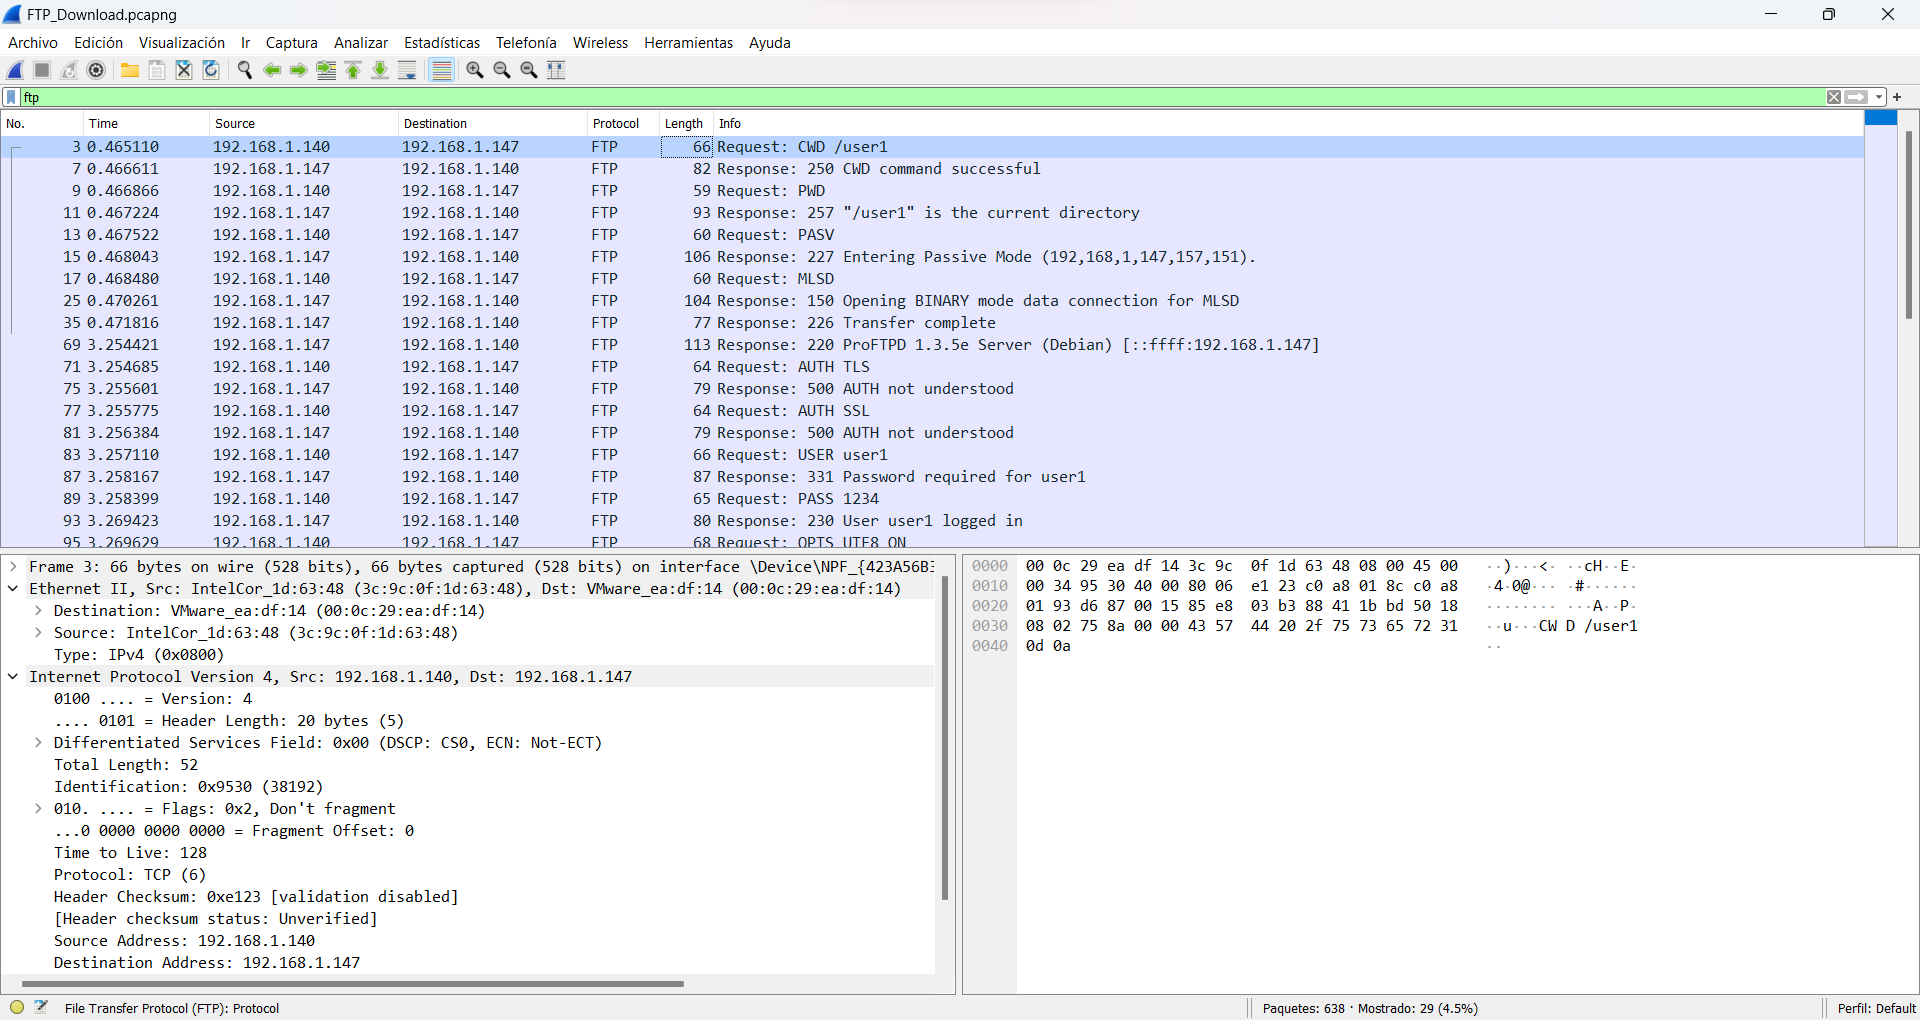 FTP_Download.pcapng
Archivo Edición Visualización Ir Captura Analizar Estadísticas Telefonía Wireless Herramientas Ayuda
ftp
No. Time Source Destination Protocol Length Info
3 0.465110 192.168.1.140 192.168.1.147 FTP 66 Request: CWD /user1
7 0.466611 192.168.1.147 192.168.1.140 FTP 82 Response: 250 CWD command successful
9 0.466866 192.168.1.140 192.168.1.147 FTP 59 Request: PWD
11 0.467224 192.168.1.147 192.168.1.140 FTP 93 Response: 257 "/user1" is the current directory
13 0.467522 192.168.1.140 192.168.1.147 FTP 60 Request: PASV
15 0.468043 192.168.1.147 192.168.1.140 FTP 106 Response: 227 Entering Passive Mode (192,168,1,147,157,151).
17 0.468480 192.168.1.140 192.168.1.147 FTP 60 Request: MLSD
25 0.470261 192.168.1.147 192.168.1.140 FTP 104 Response: 150 Opening BINARY mode data connection for MLSD
35 0.471816 192.168.1.147 192.168.1.140 FTP 77 Response: 226 Transfer complete
69 3.254421 192.168.1.147 192.168.1.140 FTP 113 Response: 220 ProFTPD 1.3.5e Server (Debian) [::ffff:192.168.1.147]
71 3.254685 192.168.1.140 192.168.1.147 FTP 64 Request: AUTH TLS
75 3.255601 192.168.1.147 192.168.1.140 FTP 79 Response: 500 AUTH not understood
77 3.255775 192.168.1.140 192.168.1.147 FTP 64 Request: AUTH SSL
81 3.256384 192.168.1.147 192.168.1.140 FTP 79 Response: 500 AUTH not understood
83 3.257110 192.168.1.140 192.168.1.147 FTP 66 Request: USER user1
87 3.258167 192.168.1.147 192.168.1.140 FTP 87 Response: 331 Password required for user1
89 3.258399 192.168.1.140 192.168.1.147 FTP 65 Request: PASS 1234
93 3.269423 192.168.1.147 192.168.1.140 FTP 80 Response: 230 User user1 logged in
95 3.269629 192.168.1.140 192.168.1.147 FTP 68 Request: OPTS UTF8 ON
Frame 3: 66 bytes on wire (528 bits), 66 bytes captured (528 bits) on interface \Device\NPF_{423A56B3
Ethernet II, Src: IntelCor_1d:63:48 (3c:9c:0f:1d:63:48), Dst: VMware_ea:df:14 (00:0c:29:ea:df:14)
Destination: VMware_ea:df:14 (00:0c:29:ea:df:14)
Source: IntelCor_1d:63:48 (3c:9c:0f:1d:63:48)
Type: IPv4 (0x0800)
Internet Protocol Version 4, Src: 192.168.1.140, Dst: 192.168.1.147
0100 .... = Version: 4
.... 0101 = Header Length: 20 bytes (5)
Differentiated Services Field: 0x00 (DSCP: CS0, ECN: Not-ECT)
Total Length: 52
Identification: 0x9530 (38192)
010. .... = Flags: 0x2, Don't fragment
...0 0000 0000 0000 = Fragment Offset: 0
Time to Live: 128
Protocol: TCP (6)
Header Checksum: 0xe123 [validation disabled]
[Header checksum status: Unverified]
Source Address: 192.168.1.140
Destination Address: 192.168.1.147
0000 00 0c 29 ea df 14 3c 9c 0f 1d 63 48 08 00 45 00 ··)···<· ··cH··E·
0010 00 34 95 30 40 00 80 06 e1 23 c0 a8 01 8c c0 a8 ·4·0@··· ·#······
0020 01 93 d6 87 00 15 85 e8 03 b3 88 41 1b bd 50 18 ········ ···A··P·
0030 08 02 75 8a 00 00 43 57 44 20 2f 75 73 65 72 31 ··u···CW D /user1
0040 0d 0a ··
File Transfer Protocol (FTP): Protocol
Paquetes: 638 · Mostrado: 29 (4.5%)
Perfil: Default